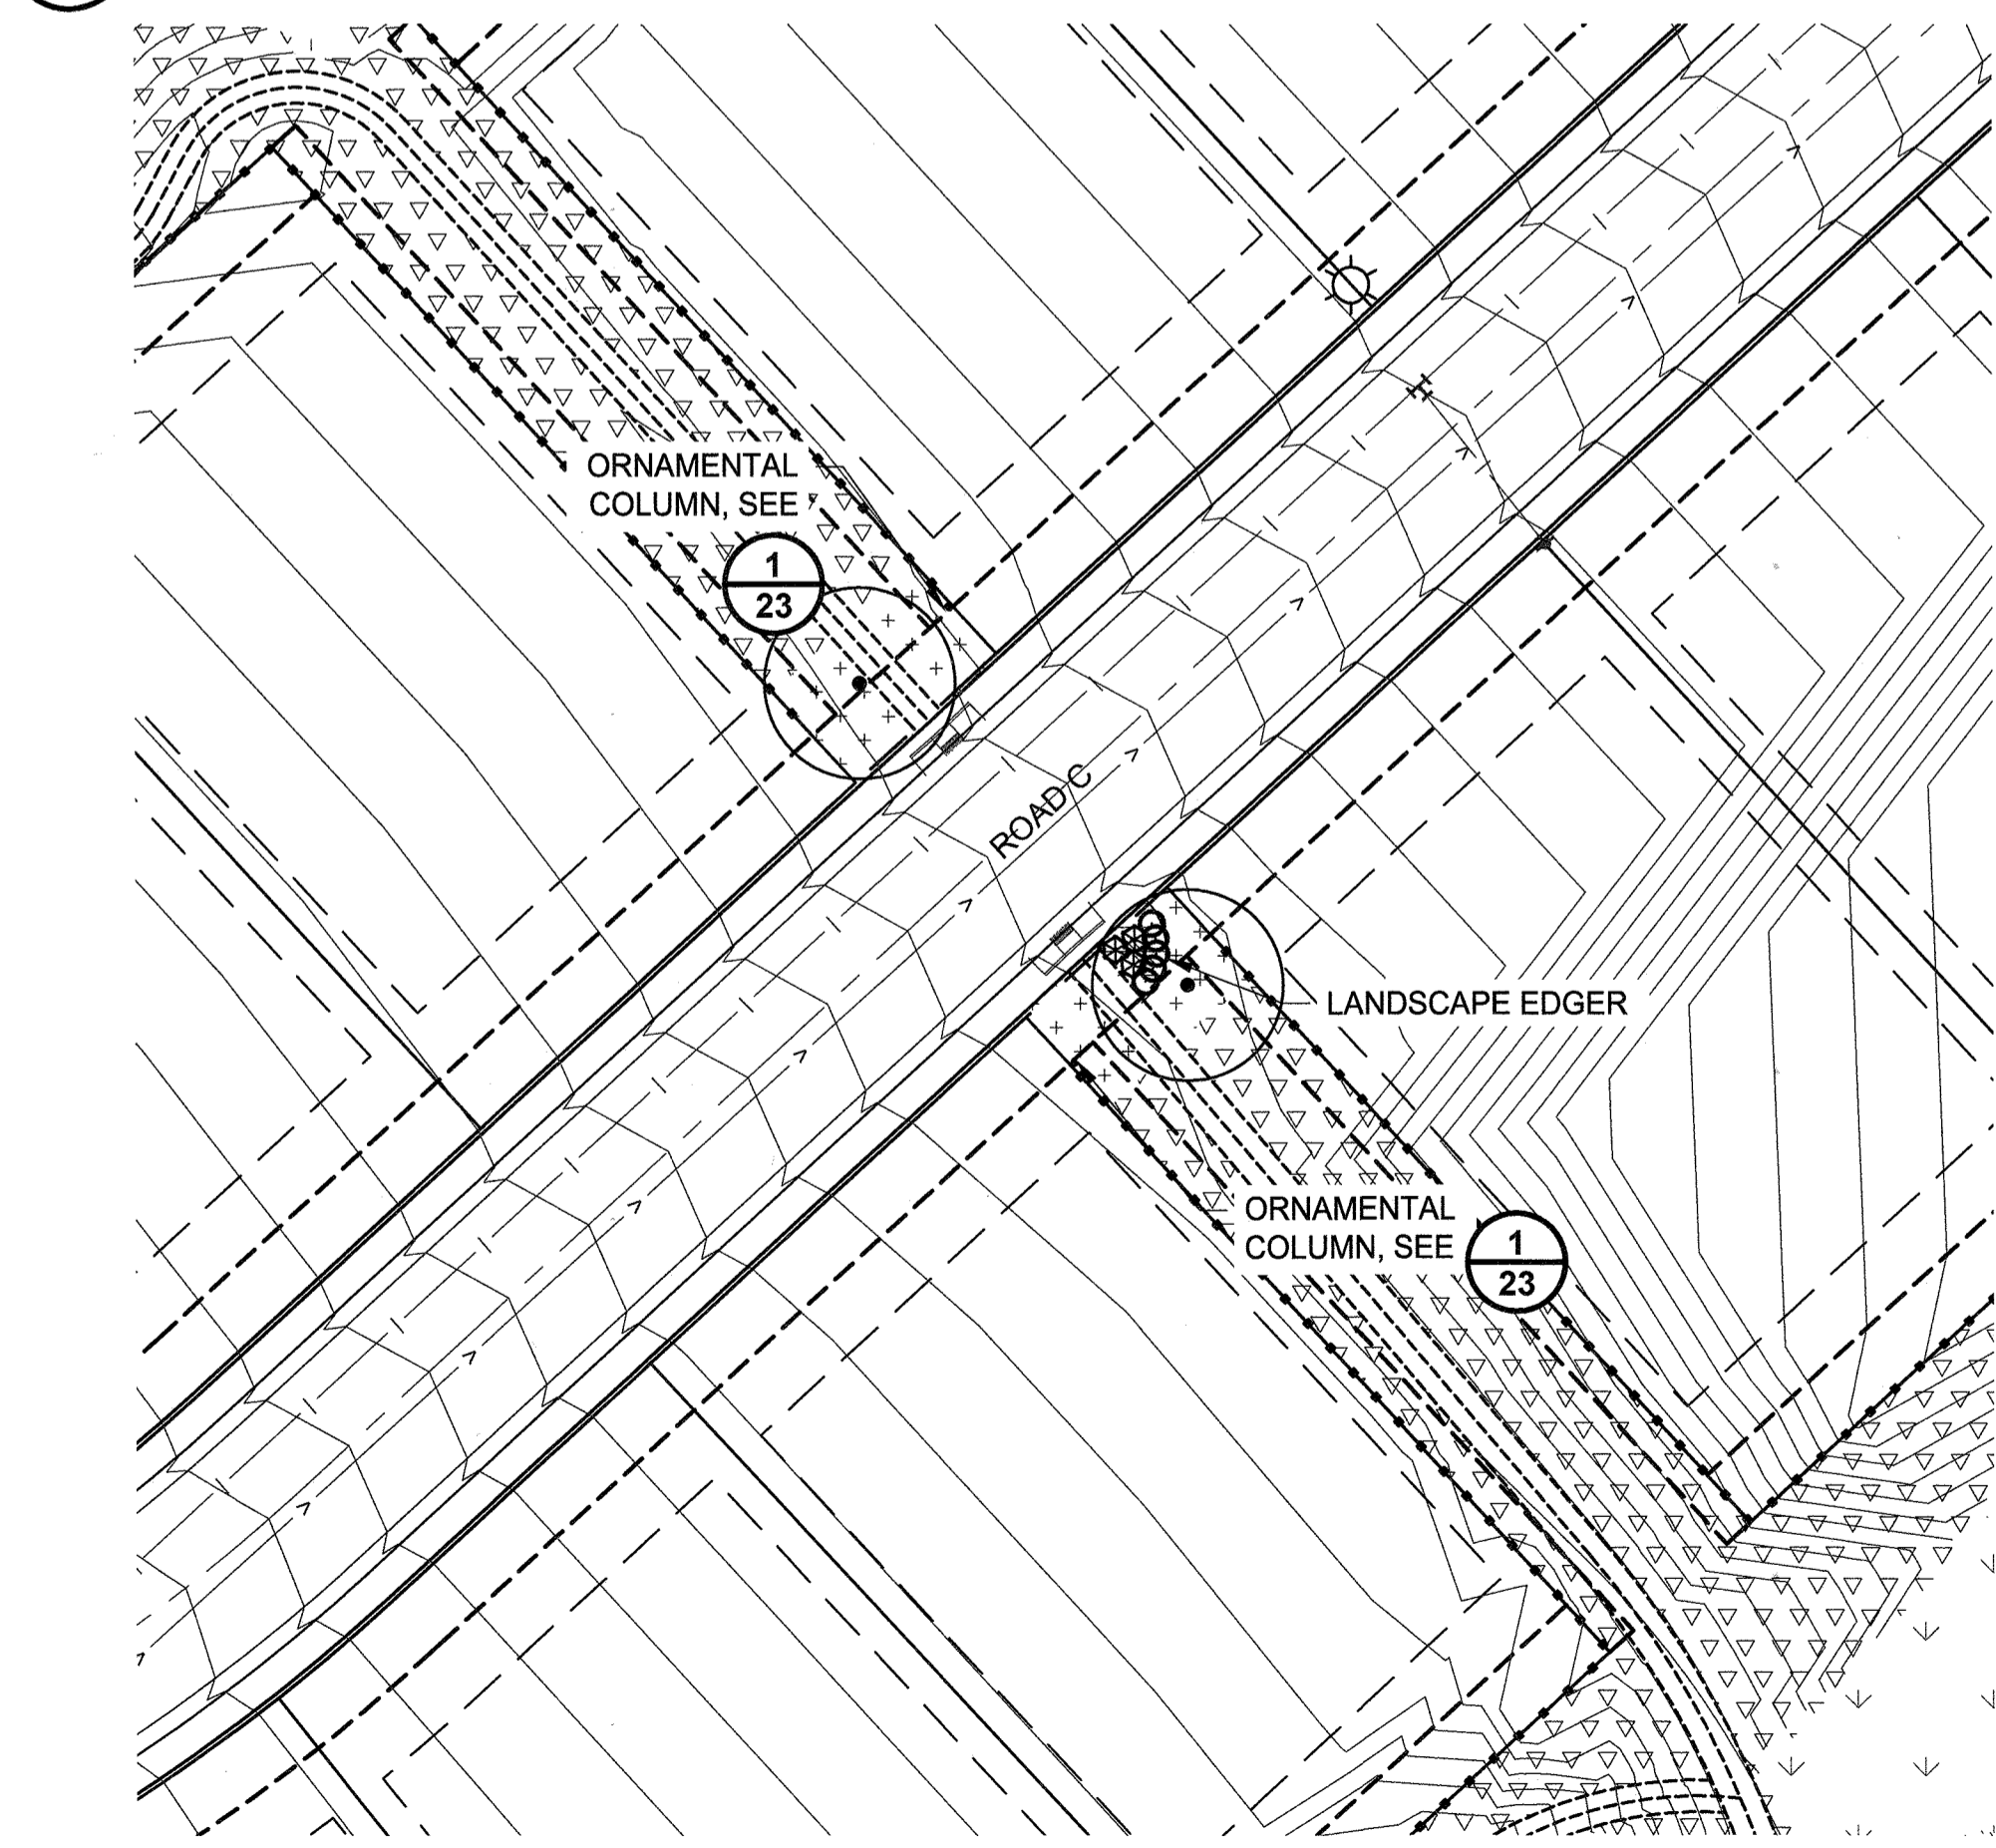 ORNAMENTAL
COLUMN, SEE
1
23
ROAD C
LANDSCAPE EDGER
ORNAMENTAL
COLUMN, SEE
1
23